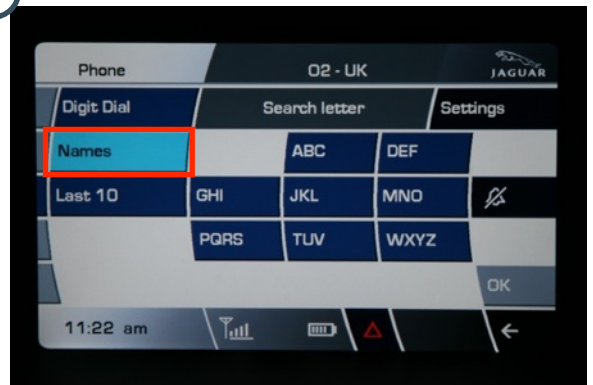 Phone
O2 - UK
JAGUAR
Digit Dial
Search letter
Settings
Names
ABC
DEF
Last 10
GHI
JKL
MNO
PQRS
TUV
WXYZ
OK
11:22 am